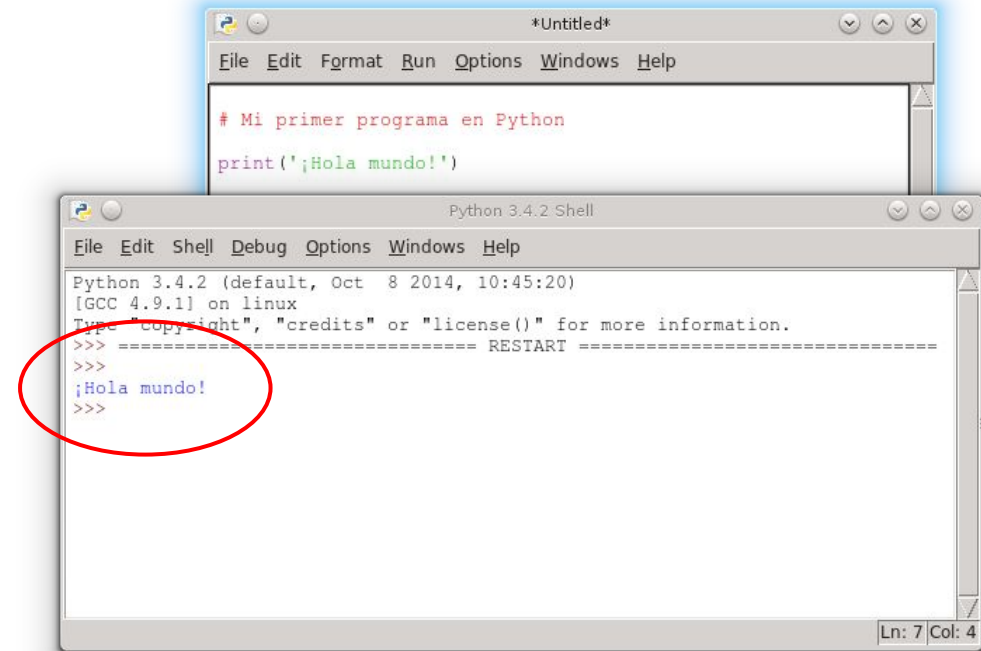 *Untitled*
File Edit Format Run Options Windows Help
# Mi primer programa en Python
print('¡Hola mundo!')
Python 3.4.2 Shell
File Edit Shell Debug Options Windows Help
Python 3.4.2 (default, Oct  8 2014, 10:45:20)
[GCC 4.9.1] on linux
Type "copyright", "credits" or "license()" for more information.
>>> ================================ RESTART ================================
>>>
¡Hola mundo!
>>>
Ln: 7 Col: 4